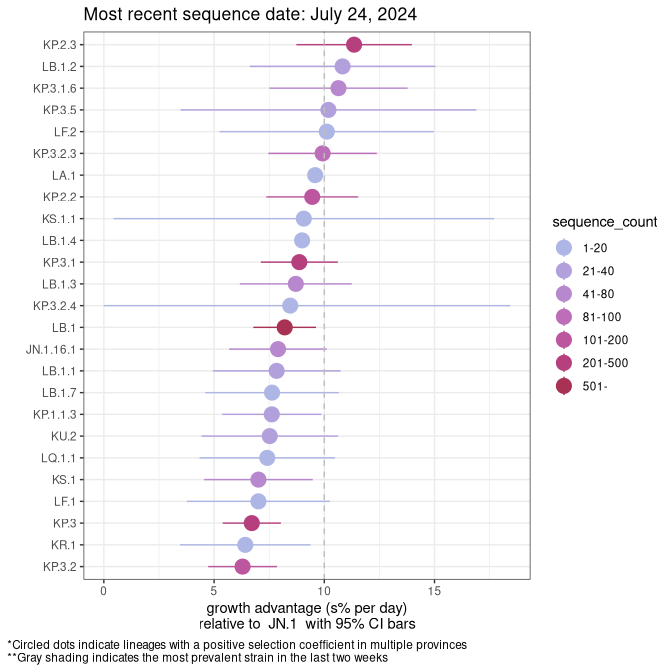 Most recent sequence date: July 24, 2024
KP.2.3
LB.1.2
KP.3.1.6
KP.3.5
LF.2
KP.3.2.3
LA.1
KP.2.2
KS.1.1
LB.1.4
KP.3.1
LB.1.3
KP.3.2.4
LB.1
JN.1.16.1
LB.1.1
LB.1.7
KP.1.1.3
KU.2
LQ.1.1
KS.1
LF.1
KP.3
KR.1
KP.3.2
0 5 10 15
growth advantage (s% per day)
relative to JN.1 with 95% CI bars
sequence_count
1-20
21-40
41-80
81-100
101-200
201-500
501-
*Circled dots indicate lineages with a positive selection coefficient in multiple provinces
**Gray shading indicates the most prevalent strain in the last two weeks